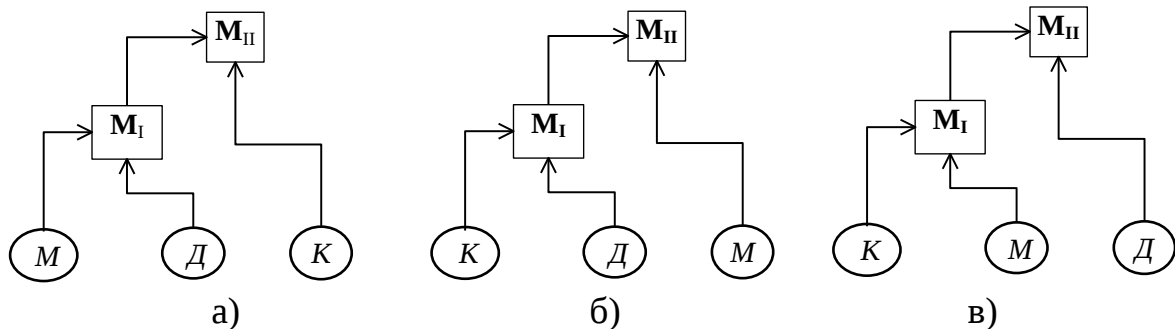 M_II M_II M_II
M_I M_I M_I
М Д К К Д М К М Д
а) б) в)